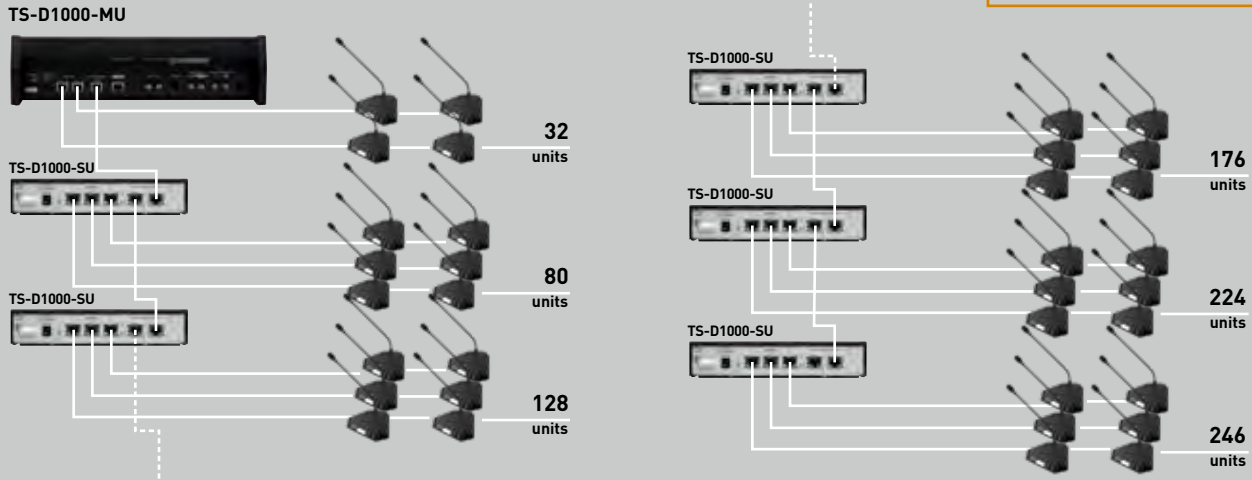 TS-D1000-MU
32
units
TS-D1000-SU
80
units
TS-D1000-SU
128
units
TS-D1000-SU
176
units
TS-D1000-SU
224
units
TS-D1000-SU
246
units